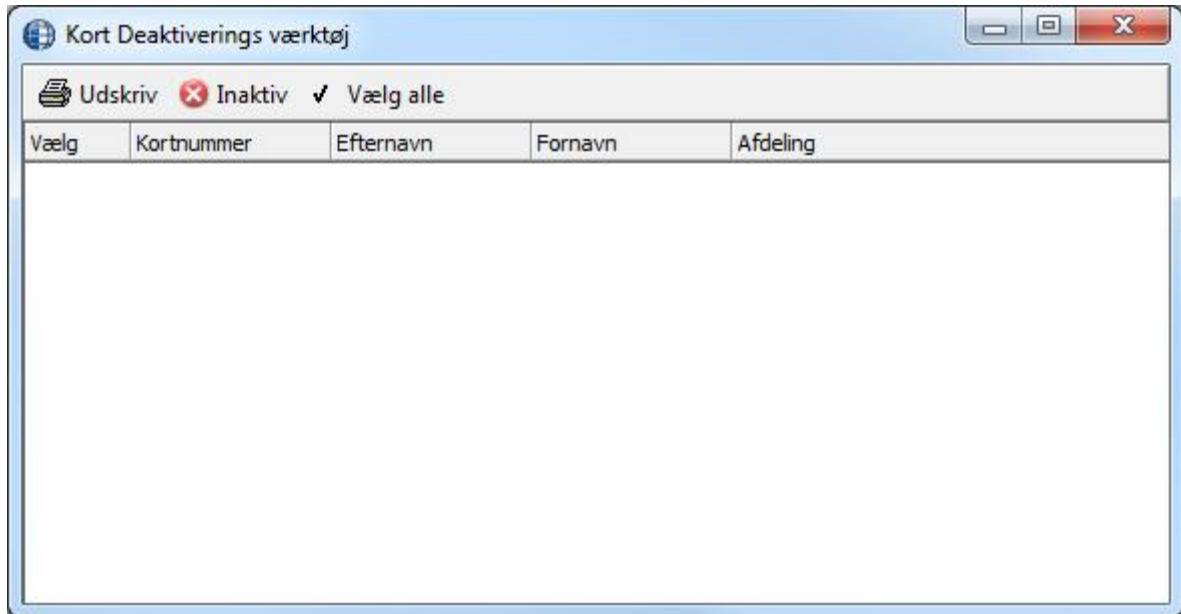 Kort Deaktiverings værktøj
Udskriv Inaktiv Vælg alle
Vælg Kortnummer Efternavn Fornavn Afdeling